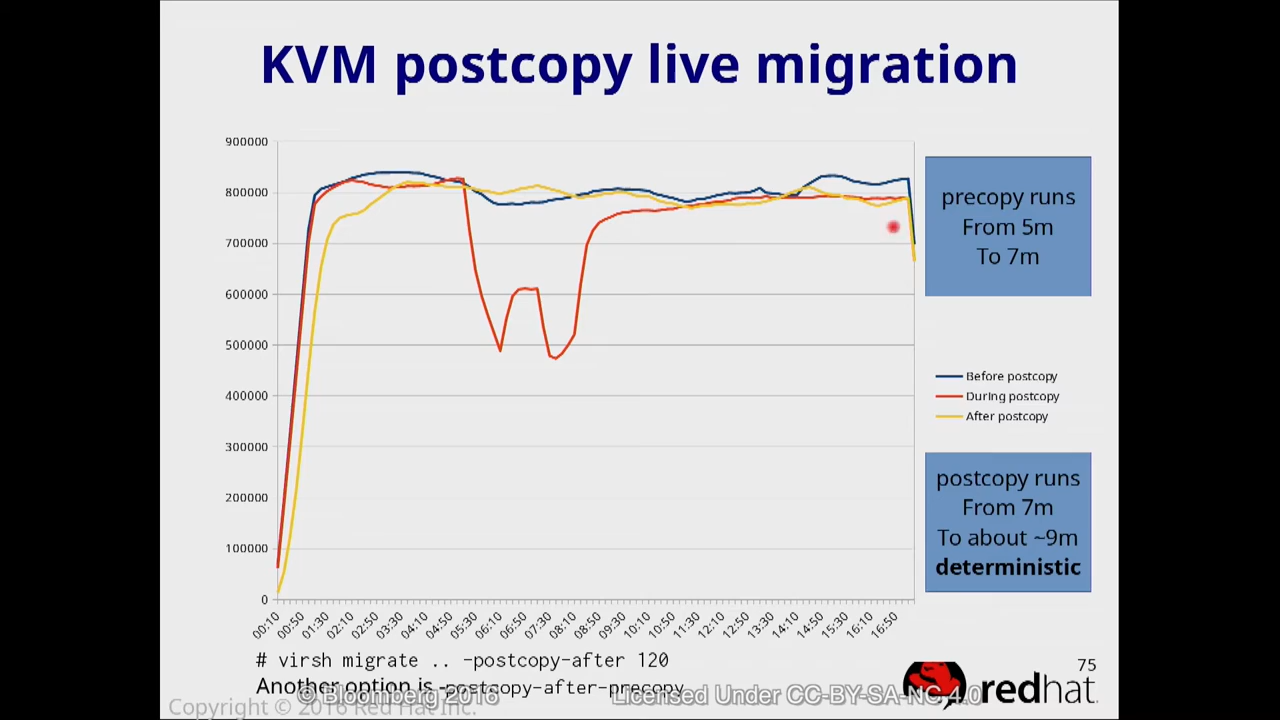 KVM postcopy live migration
900000
800000
700000
600000
500000
400000
300000
200000
100000
0
00:10
00:50
01:30
02:10
02:50
03:30
04:10
04:50
05:30
06:10
06:50
07:30
08:10
08:50
09:30
10:10
10:50
11:30
12:10
12:50
13:30
14:10
14:50
15:30
16:10
16:50
precopy runs
From 5m
To 7m
Before postcopy
During postcopy
After postcopy
postcopy runs
From 7m
To about ~9m
deterministic
# virsh migrate .. -postcopy-after 120
Another option is -postcopy-after-precopy
75
redhat.
© Bloomberg 2016
Licensed Under CC-BY-SA-NC 4.0
Copyright © 2016 Red Hat Inc.